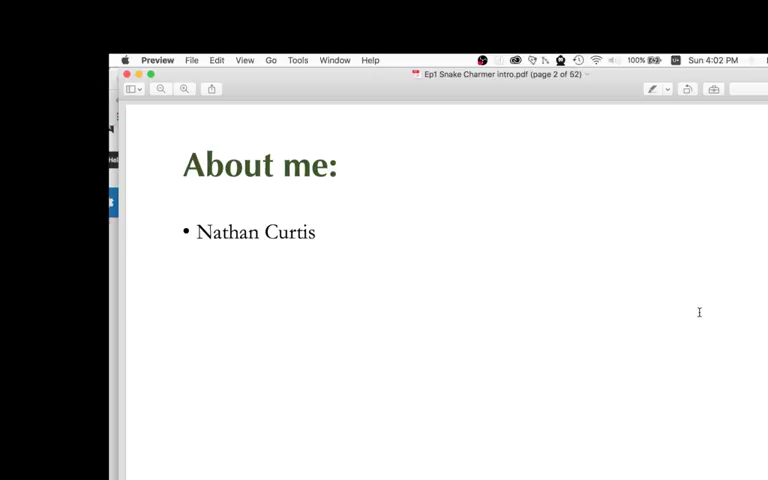 Preview File Edit View Go Tools Window Help 100% Sun 4:02 PM
Ep1 Snake Charmer intro.pdf (page 2 of 52)
Hel
About me:
• Nathan Curtis